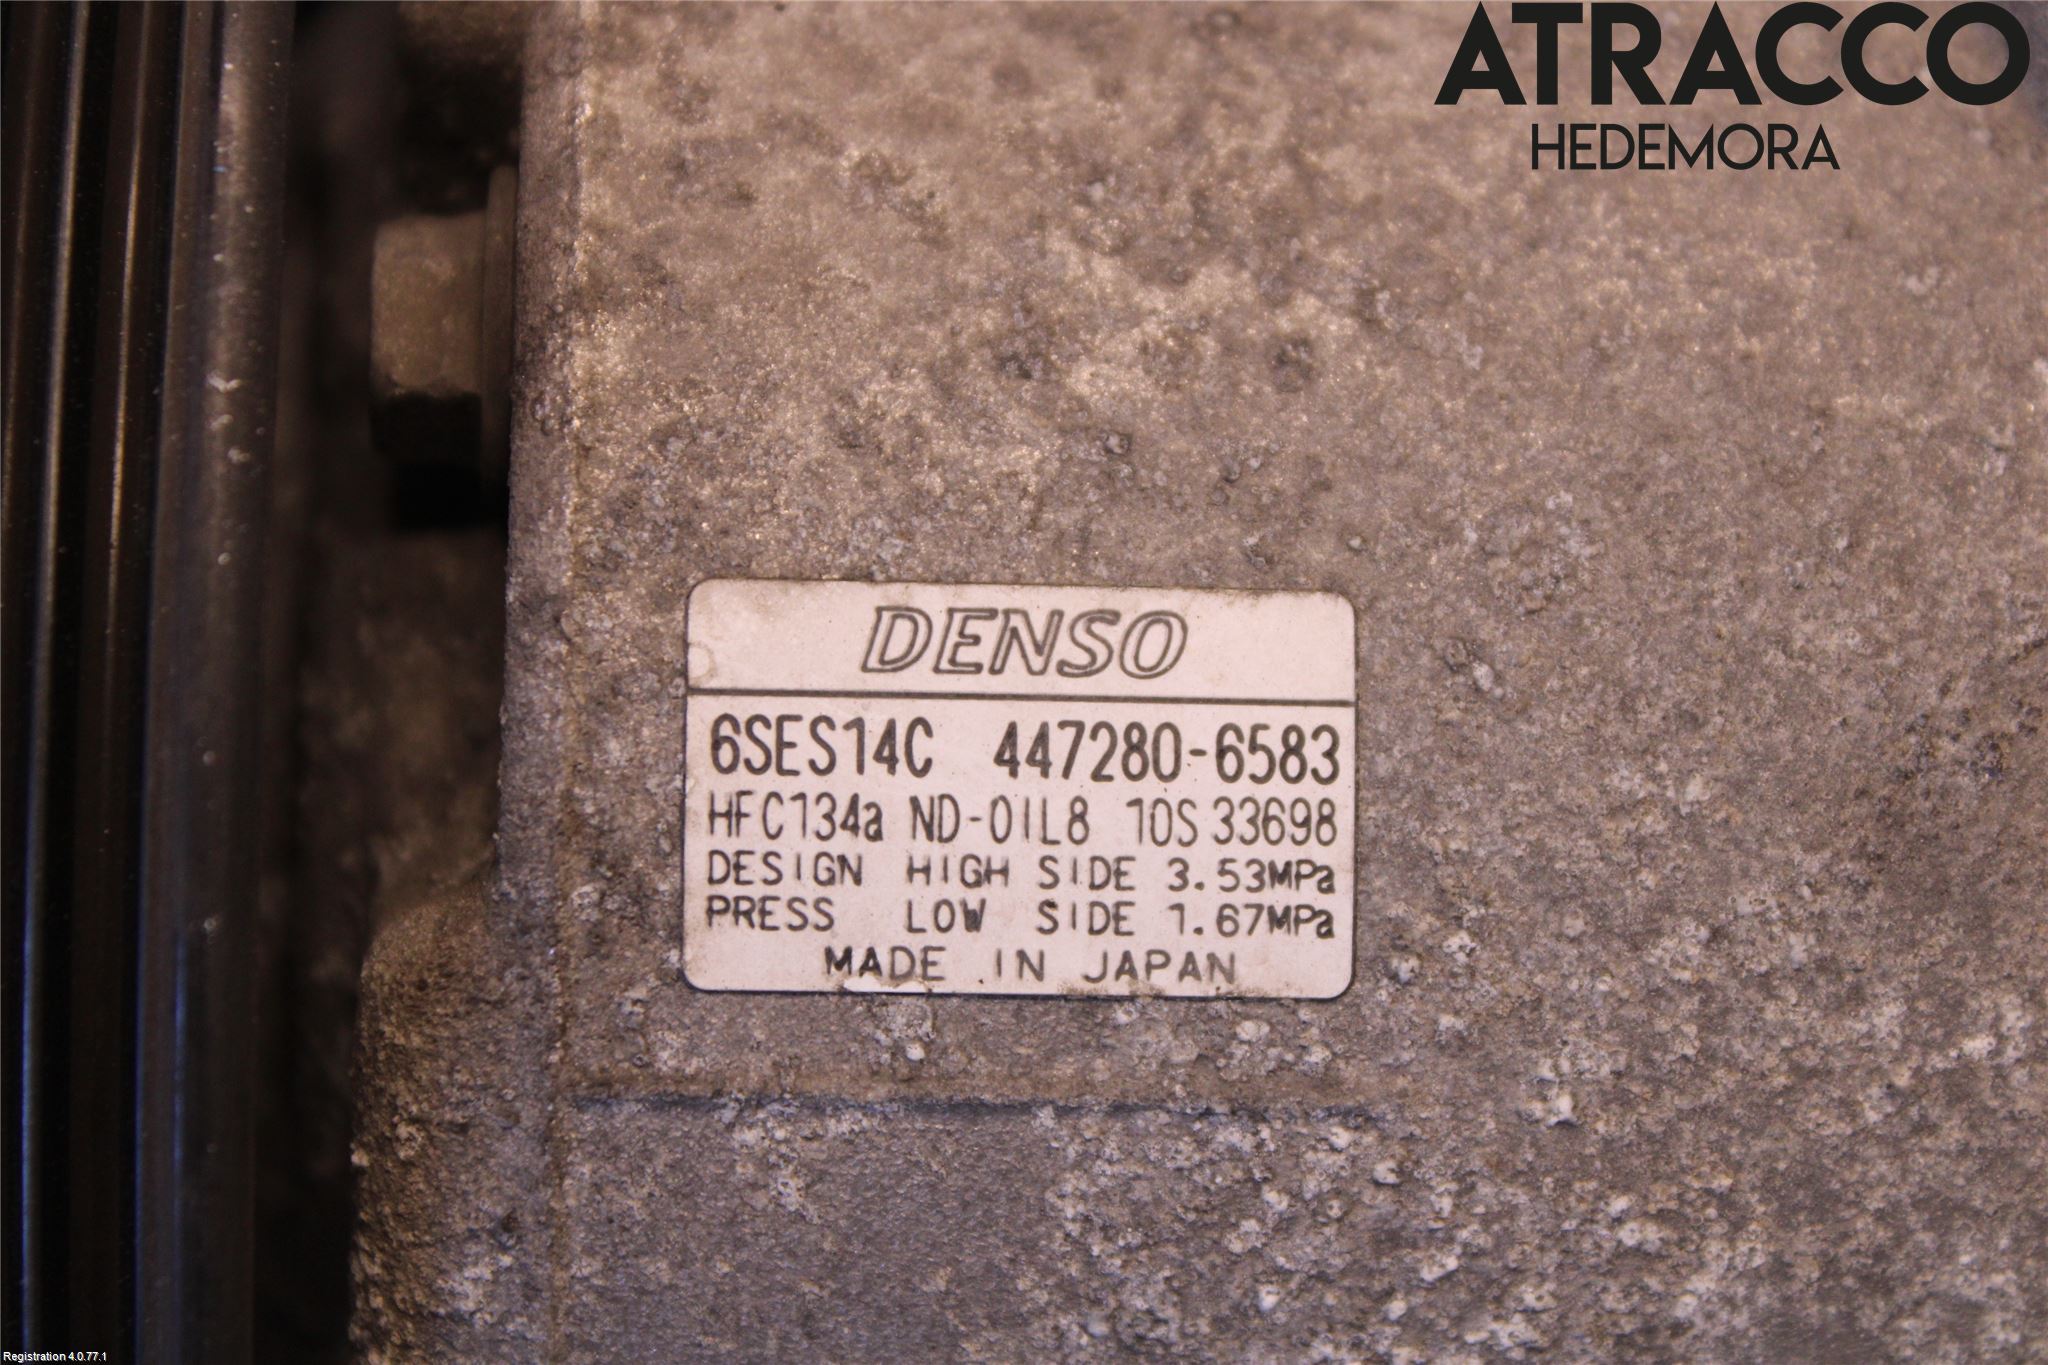 ATRACCO
HEDEMORA
DENSO
6SES14C 447280-6583
HFC134a ND-OIL8 10S 33698
DESIGN HIGH SIDE 3.53MPa
PRESS LOW SIDE 1.67MPa
MADE IN JAPAN
Registration 4.0.77.1